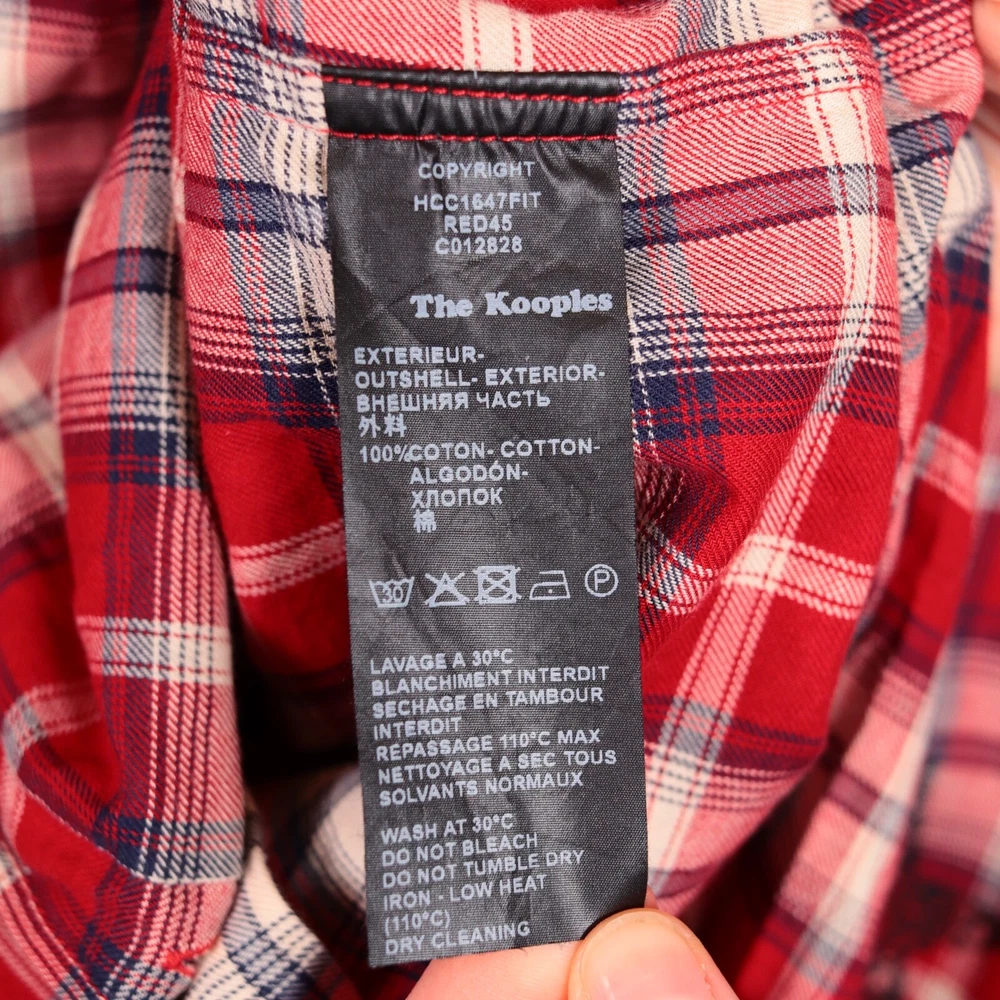 COPYRIGHT
HCC1647FIT
RED45
C012828
The Kooples
EXTERIEUR-
OUTSHELL- EXTERIOR-
ВНЕШНЯЯ ЧАСТЬ
外料
100%COTON- COTTON-
ALGODÓN-
ХЛОПОК
棉
30 P
LAVAGE A 30°C
BLANCHIMENT INTERDIT
SECHAGE EN TAMBOUR
INTERDIT
REPASSAGE 110°C MAX
NETTOYAGE A SEC TOUS
SOLVANTS NORMAUX
WASH AT 30°C
DO NOT BLEACH
DO NOT TUMBLE DRY
IRON - LOW HEAT
(110°C)
DRY CLEANING